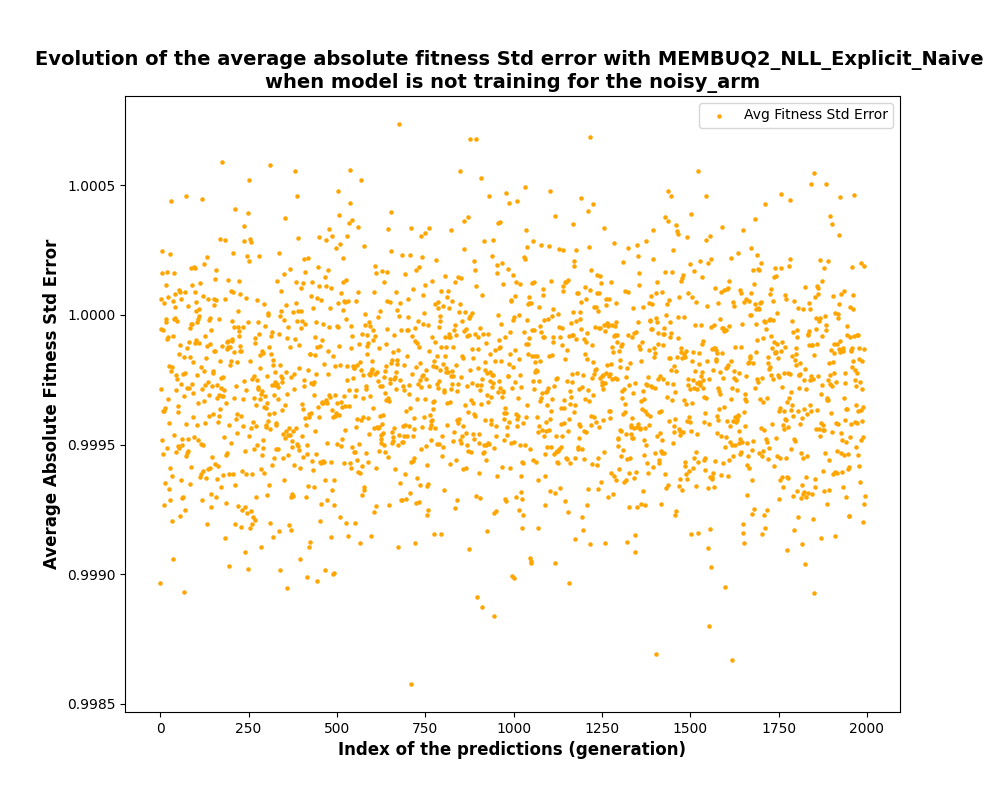 Evolution of the average absolute fitness Std error with MEMBUQ2_NLL_Explicit_Naive
when model is not training for the noisy_arm
Avg Fitness Std Error
1.0005
1.0000
0.9995
0.9990
0.9985
Average Absolute Fitness Std Error
0 250 500 750 1000 1250 1500 1750 2000
Index of the predictions (generation)